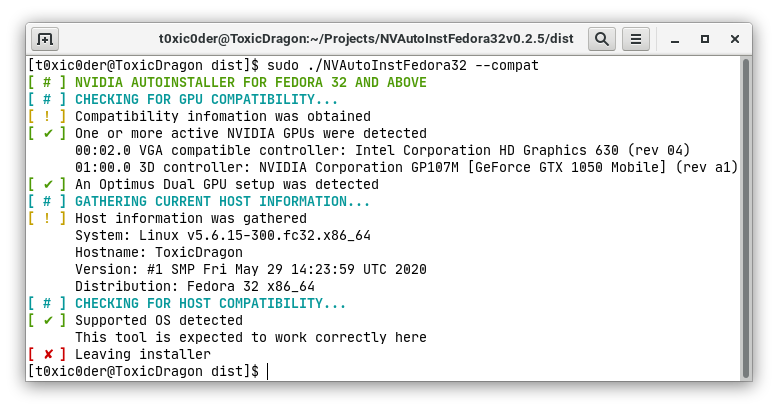 t0xic0der@ToxicDragon:~/Projects/NVAutoInstFedora32v0.2.5/dist
[t0xic0der@ToxicDragon dist]$ sudo ./NVAutoInstFedora32 --compat
[ # ] NVIDIA AUTOINSTALLER FOR FEDORA 32 AND ABOVE
[ # ] CHECKING FOR GPU COMPATIBILITY...
[ ! ] Compatibility infomation was obtained
[ ✔ ] One or more active NVIDIA GPUs were detected
00:02.0 VGA compatible controller: Intel Corporation HD Graphics 630 (rev 04)
01:00.0 3D controller: NVIDIA Corporation GP107M [GeForce GTX 1050 Mobile] (rev a1)
[ ✔ ] An Optimus Dual GPU setup was detected
[ # ] GATHERING CURRENT HOST INFORMATION...
[ ! ] Host information was gathered
System: Linux v5.6.15-300.fc32.x86_64
Hostname: ToxicDragon
Version: #1 SMP Fri May 29 14:23:59 UTC 2020
Distribution: Fedora 32 x86_64
[ # ] CHECKING FOR HOST COMPATIBILITY...
[ ✔ ] Supported OS detected
This tool is expected to work correctly here
[ ✘ ] Leaving installer
[t0xic0der@ToxicDragon dist]$